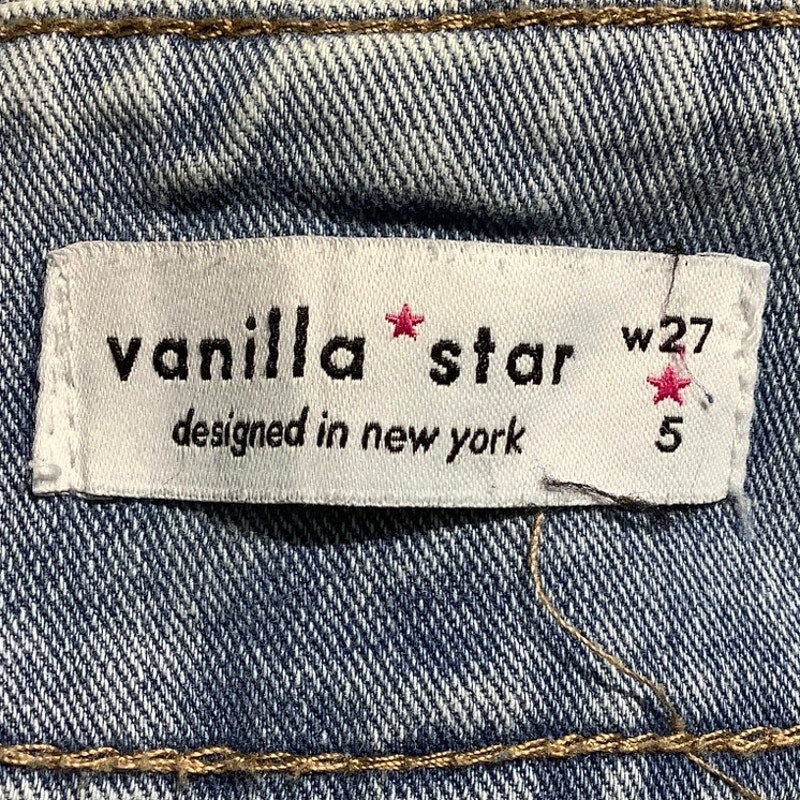 vanilla★star
designed in new york
w27
★
5